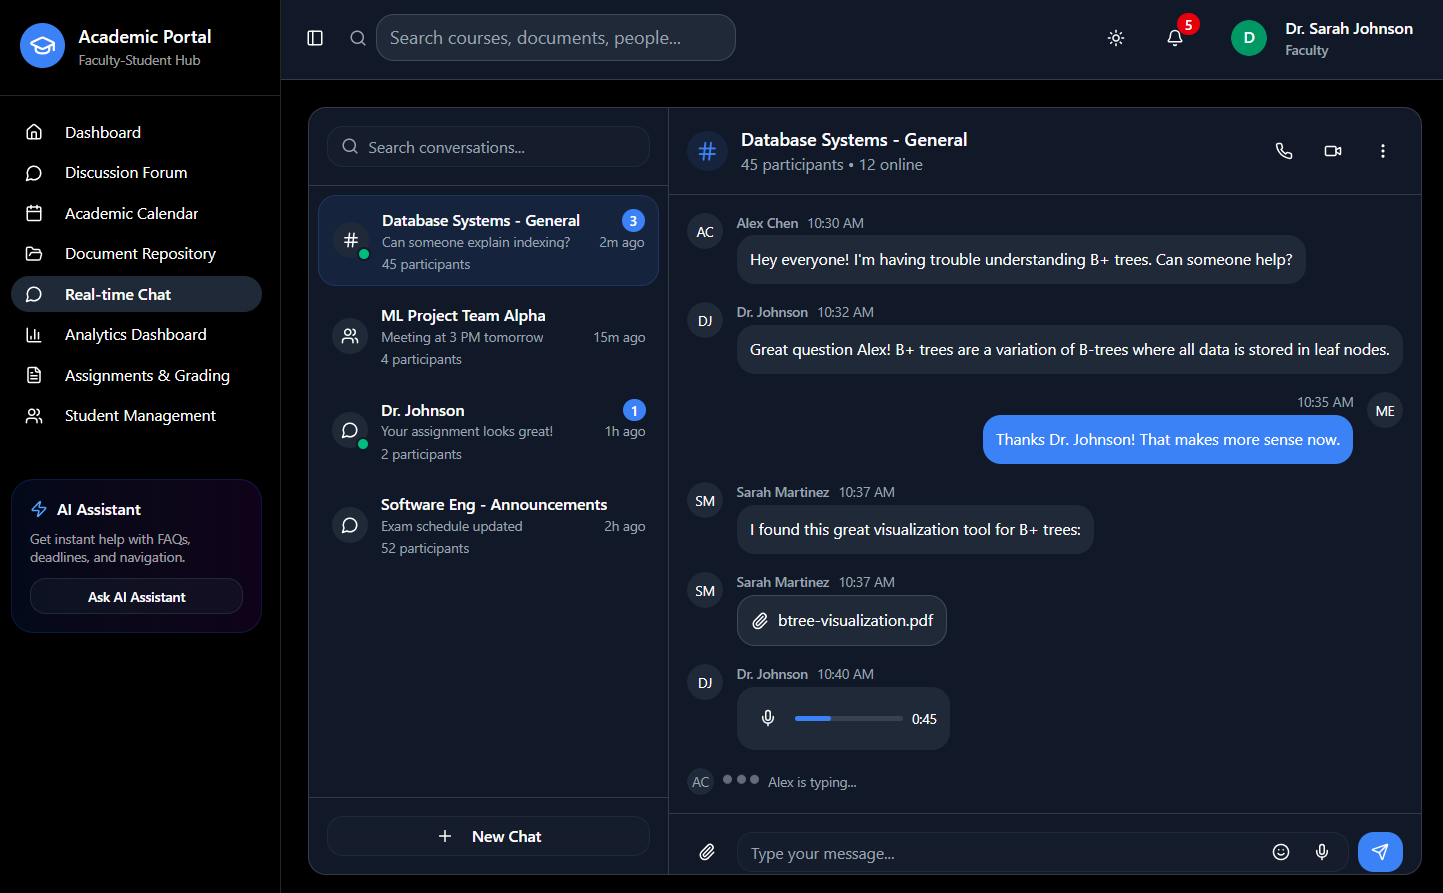 Academic Portal
Faculty-Student Hub
Dashboard
Discussion Forum
Academic Calendar
Document Repository
Real-time Chat
Analytics Dashboard
Assignments & Grading
Student Management
AI Assistant
Get instant help with FAQs,
deadlines, and navigation.
Ask AI Assistant
Search courses, documents, people...
5
D
Dr. Sarah Johnson
Faculty
Search conversations...
Database Systems - General
3
Can someone explain indexing?
2m ago
45 participants
ML Project Team Alpha
Meeting at 3 PM tomorrow
15m ago
4 participants
Dr. Johnson
1
Your assignment looks great!
1h ago
2 participants
Software Eng - Announcements
Exam schedule updated
2h ago
52 participants
New Chat
Database Systems - General
45 participants • 12 online
AC
Alex Chen 10:30 AM
Hey everyone! I'm having trouble understanding B+ trees. Can someone help?
DJ
Dr. Johnson 10:32 AM
Great question Alex! B+ trees are a variation of B-trees where all data is stored in leaf nodes.
10:35 AM
ME
Thanks Dr. Johnson! That makes more sense now.
SM
Sarah Martinez 10:37 AM
I found this great visualization tool for B+ trees:
SM
Sarah Martinez 10:37 AM
btree-visualization.pdf
DJ
Dr. Johnson 10:40 AM
0:45
AC
Alex is typing...
Type your message...